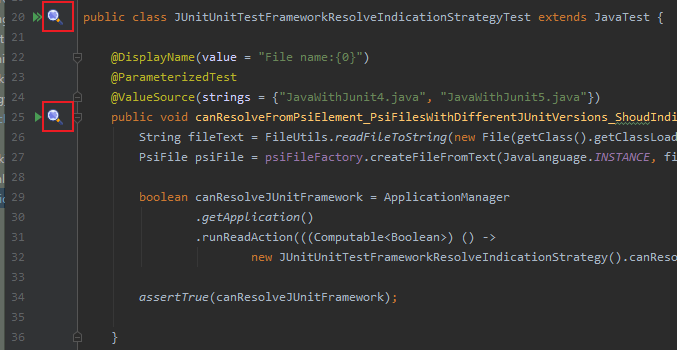 20 public class JUnitUnitTestFrameworkResolveIndicationStrategyTest extends JavaTest {
21
22 @DisplayName(value = "File name:{0}")
23 @ParameterizedTest
24 @ValueSource(strings = {"JavaWithJunit4.java", "JavaWithJunit5.java"})
25 public void canResolveFromPsiElement_PsiFilesWithDifferentJUnitVersions_ShoudIndi
26 String fileText = FileUtils.readFileToString(new File(getClass().getClassLoad
27 PsiFile psiFile = psiFileFactory.createFileFromText(JavaLanguage.INSTANCE, fi
28
29 boolean canResolveJUnitFramework = ApplicationManager
30 .getApplication()
31 .runReadAction(((Computable<Boolean>) () ->
32 new JUnitUnitTestFrameworkResolveIndicationStrategy().canReso
33
34 assertTrue(canResolveJUnitFramework);
35
36 }